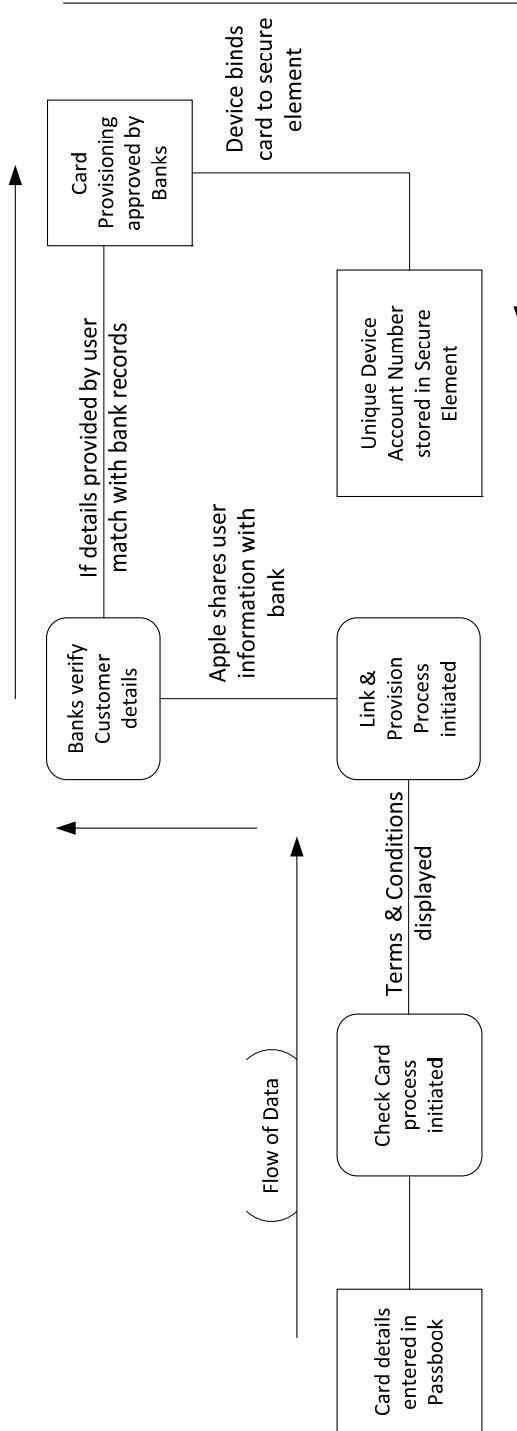 Card details
entered in
Passbook
Flow of Data
Check Card
process
initiated
Terms & Conditions
displayed
Link &
Provision
Process
initiated
Apple shares user
information with
bank
Banks verify
Customer
details
If details provided by user
match with bank records
Card
Provisioning
approved by
Banks
Device binds
card to secure
element
Unique Device
Account Number
stored in Secure
Element